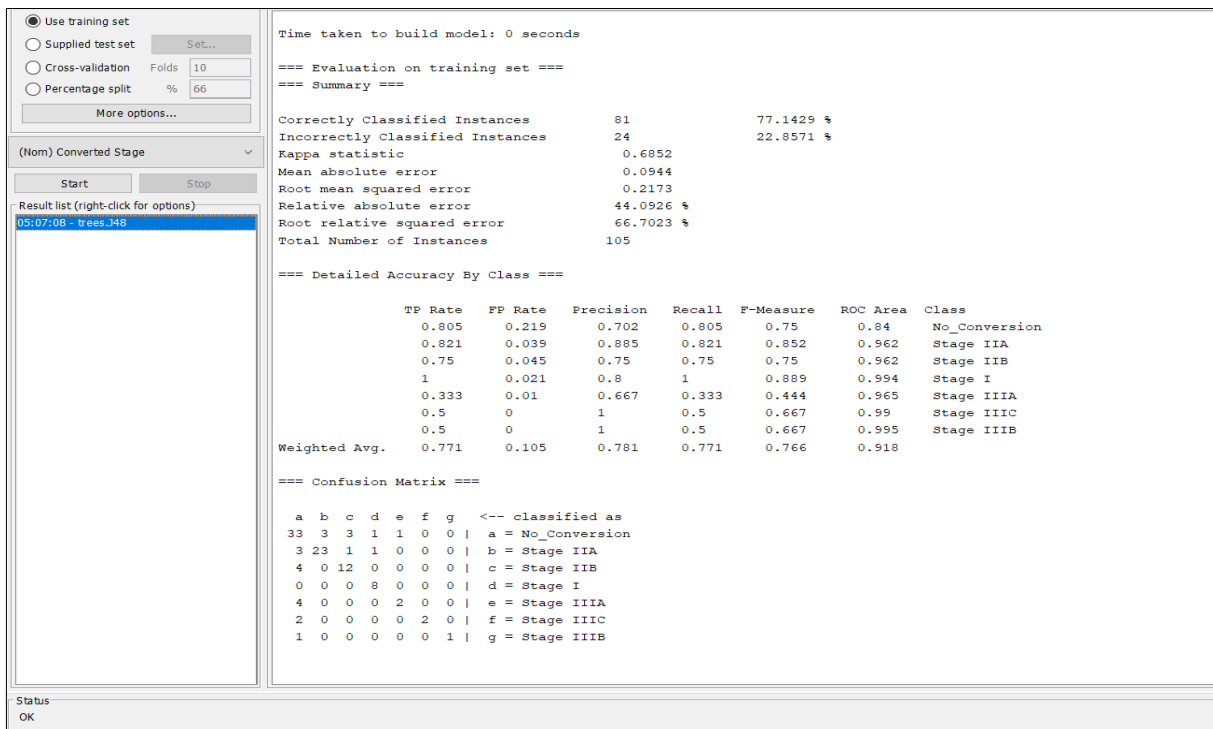 Use training set
Supplied test set Set...
Cross-validation Folds 10
Percentage split % 66
More options...
(Nom) Converted Stage
Start Stop
Result list (right-click for options)
05:07:08 - trees.J48
Time taken to build model: 0 seconds
=== Evaluation on training set ===
=== Summary ===
Correctly Classified Instances 81 77.1429 %
Incorrectly Classified Instances 24 22.8571 %
Kappa statistic 0.6852
Mean absolute error 0.0944
Root mean squared error 0.2173
Relative absolute error 44.0926 %
Root relative squared error 66.7023 %
Total Number of Instances 105
=== Detailed Accuracy By Class ===
TP Rate FP Rate Precision Recall F-Measure ROC Area Class
0.805 0.219 0.702 0.805 0.75 0.84 No_Conversion
0.821 0.039 0.885 0.821 0.852 0.962 Stage IIA
0.75 0.045 0.75 0.75 0.75 0.962 Stage IIB
1 0.021 0.8 1 0.889 0.994 Stage I
0.333 0.01 0.667 0.333 0.444 0.965 Stage IIIA
0.5 0 1 0.5 0.667 0.99 Stage IIIC
0.5 0 1 0.5 0.667 0.995 Stage IIIB
Weighted Avg. 0.771 0.105 0.781 0.771 0.766 0.918
=== Confusion Matrix ===
a b c d e f g <-- classified as
33 3 3 1 1 0 0 | a = No_Conversion
3 23 1 1 0 0 0 | b = Stage IIA
4 0 12 0 0 0 0 | c = Stage IIB
0 0 0 8 0 0 0 | d = Stage I
4 0 0 0 2 0 0 | e = Stage IIIA
2 0 0 0 0 2 0 | f = Stage IIIC
1 0 0 0 0 0 1 | g = Stage IIIB
Status
OK